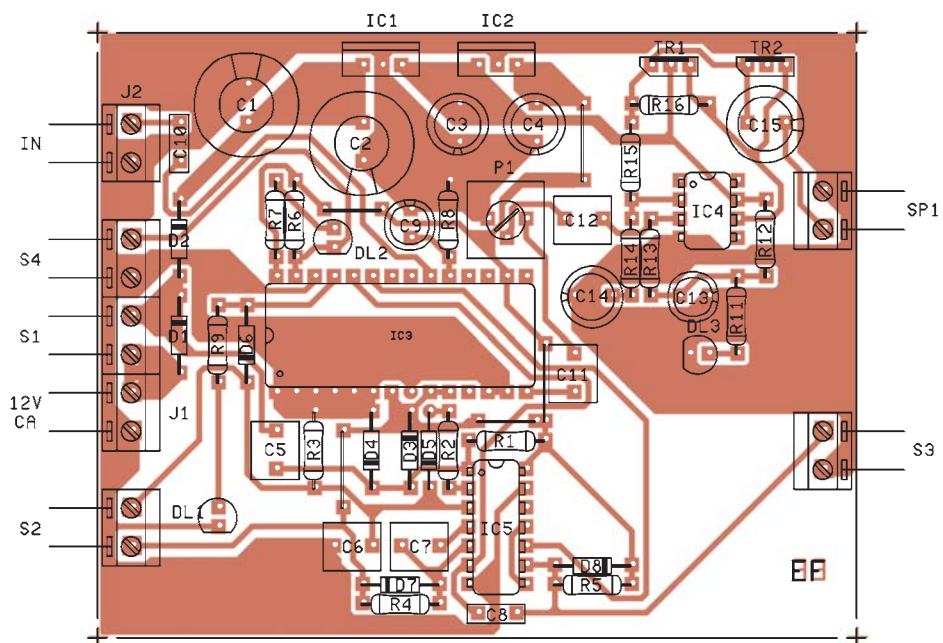 IC1
IC2
TR1
TR2
J2
C1
C2
C3
C4
R16
C15
IN
C10
R15
P1
IC4
SP1
R7
R6
C9
R8
C12
R14
R13
R12
S4
D2
DL2
C14
C13
R11
S1
D1
R9
D6
IC3
DL3
C11
12V
CA
J1
C5
R3
D4
D3
D5
R2
R1
S3
S2
DL1
C6
C7
IC5
D8
R5
EF
D7
R4
C8